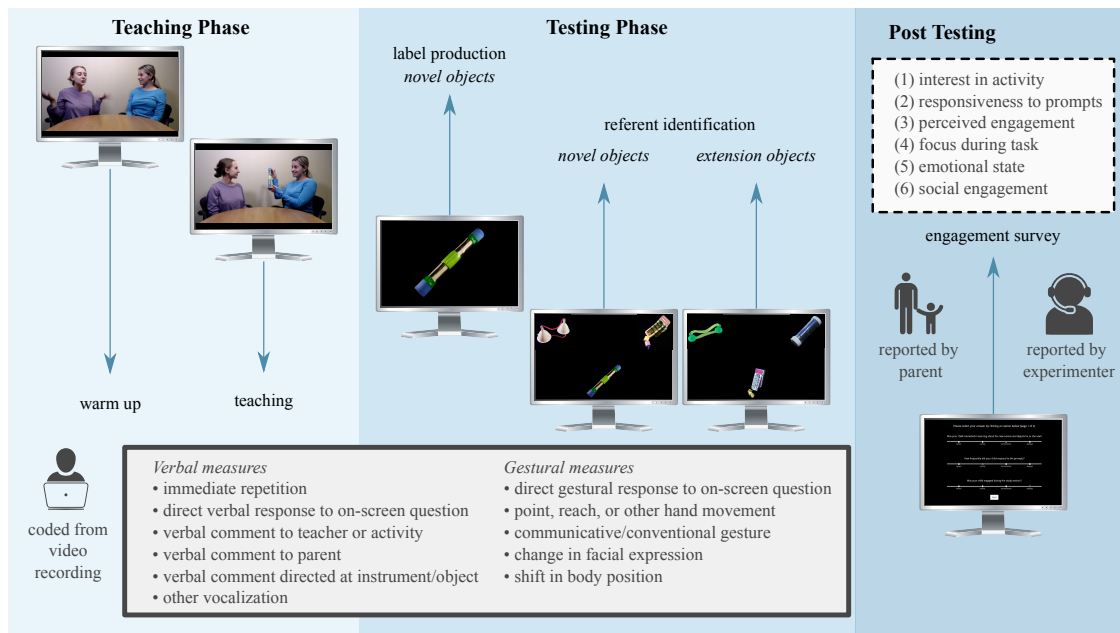 Teaching Phase
warm up
teaching
Testing Phase
label production
novel objects
referent identification
novel objects
extension objects
Post Testing
(1) interest in activity
(2) responsiveness to prompts
(3) perceived engagement
(4) focus during task
(5) emotional state
(6) social engagement
engagement survey
reported by
parent
reported by
experimenter
coded from
video
recording
Verbal measures
• immediate repetition
• direct verbal response to on-screen question
• verbal comment to teacher or activity
• verbal comment to parent
• verbal comment directed at instrument/object
• other vocalization
Gestural measures
• direct gestural response to on-screen question
• point, reach, or other hand movement
• communicative/conventional gesture
• change in facial expression
• shift in body position